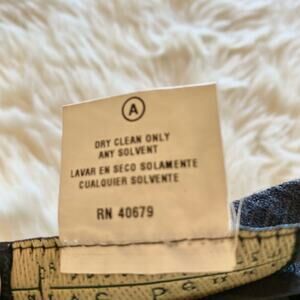 A
DRY CLEAN ONLY
ANY SOLVENT
LAVAR EN SECO SOLAMENTE
CUALQUIER SOLVENTE
RN 40679